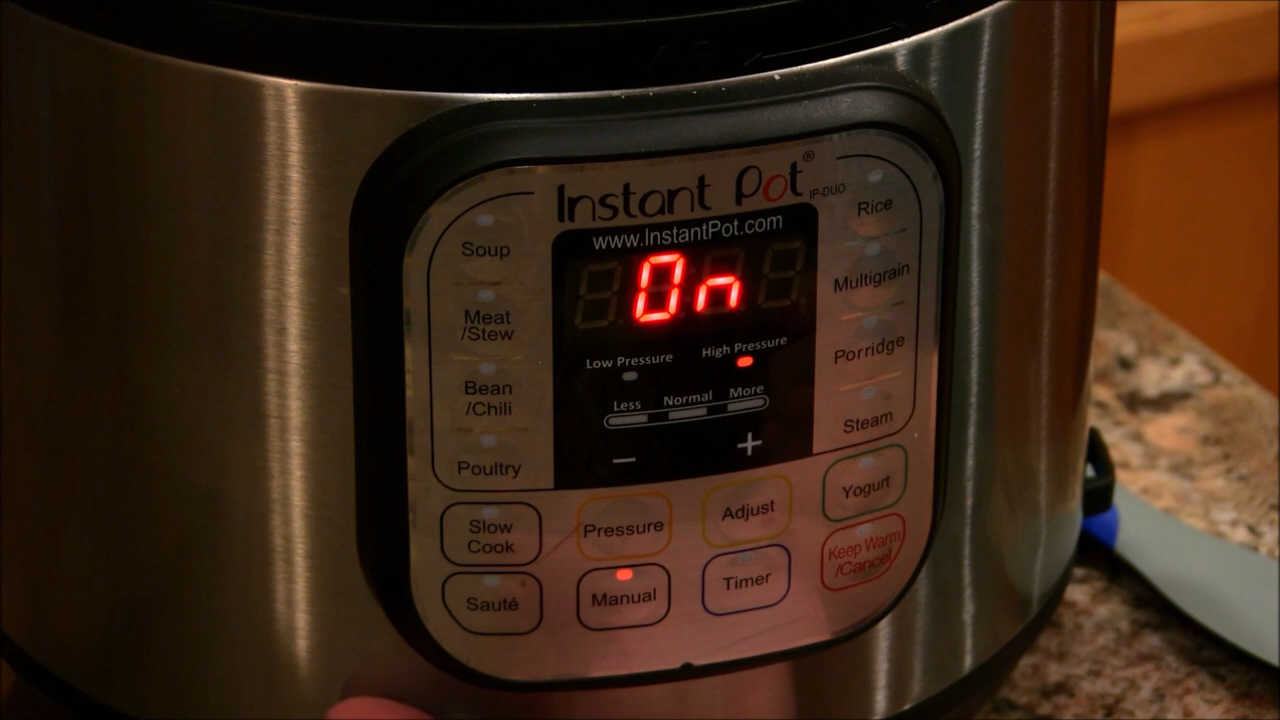 Instant Pot®
IP-DUO
www.InstantPot.com
On
Low Pressure
High Pressure
Less
Normal
More
−
+
Soup
Meat
/Stew
Bean
/Chili
Poultry
Rice
Multigrain
Porridge
Steam
Slow
Cook
Pressure
Adjust
Yogurt
Sauté
Manual
Timer
Keep Warm
/Cancel